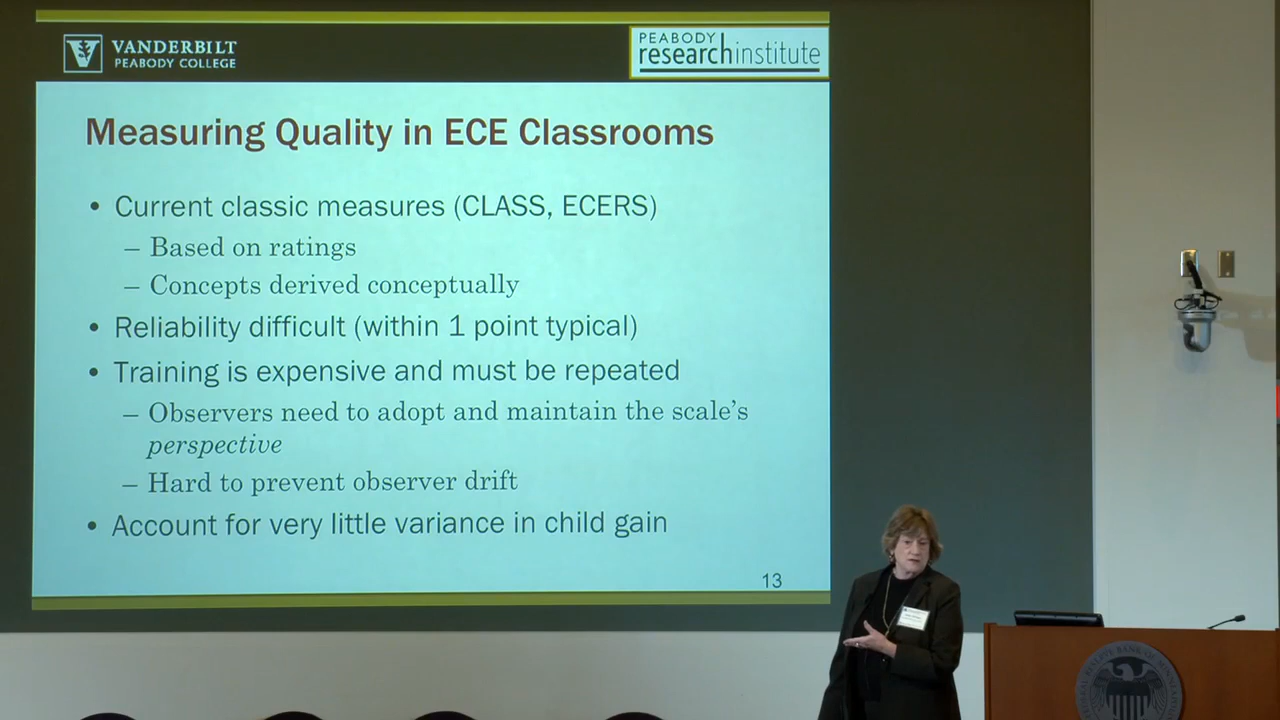 VANDERBILT
PEABODY COLLEGE
PEABODY
researchinstitute
Measuring Quality in ECE Classrooms
• Current classic measures (CLASS, ECERS)
– Based on ratings
– Concepts derived conceptually
• Reliability difficult (within 1 point typical)
• Training is expensive and must be repeated
– Observers need to adopt and maintain the scale's
perspective
– Hard to prevent observer drift
• Account for very little variance in child gain
13